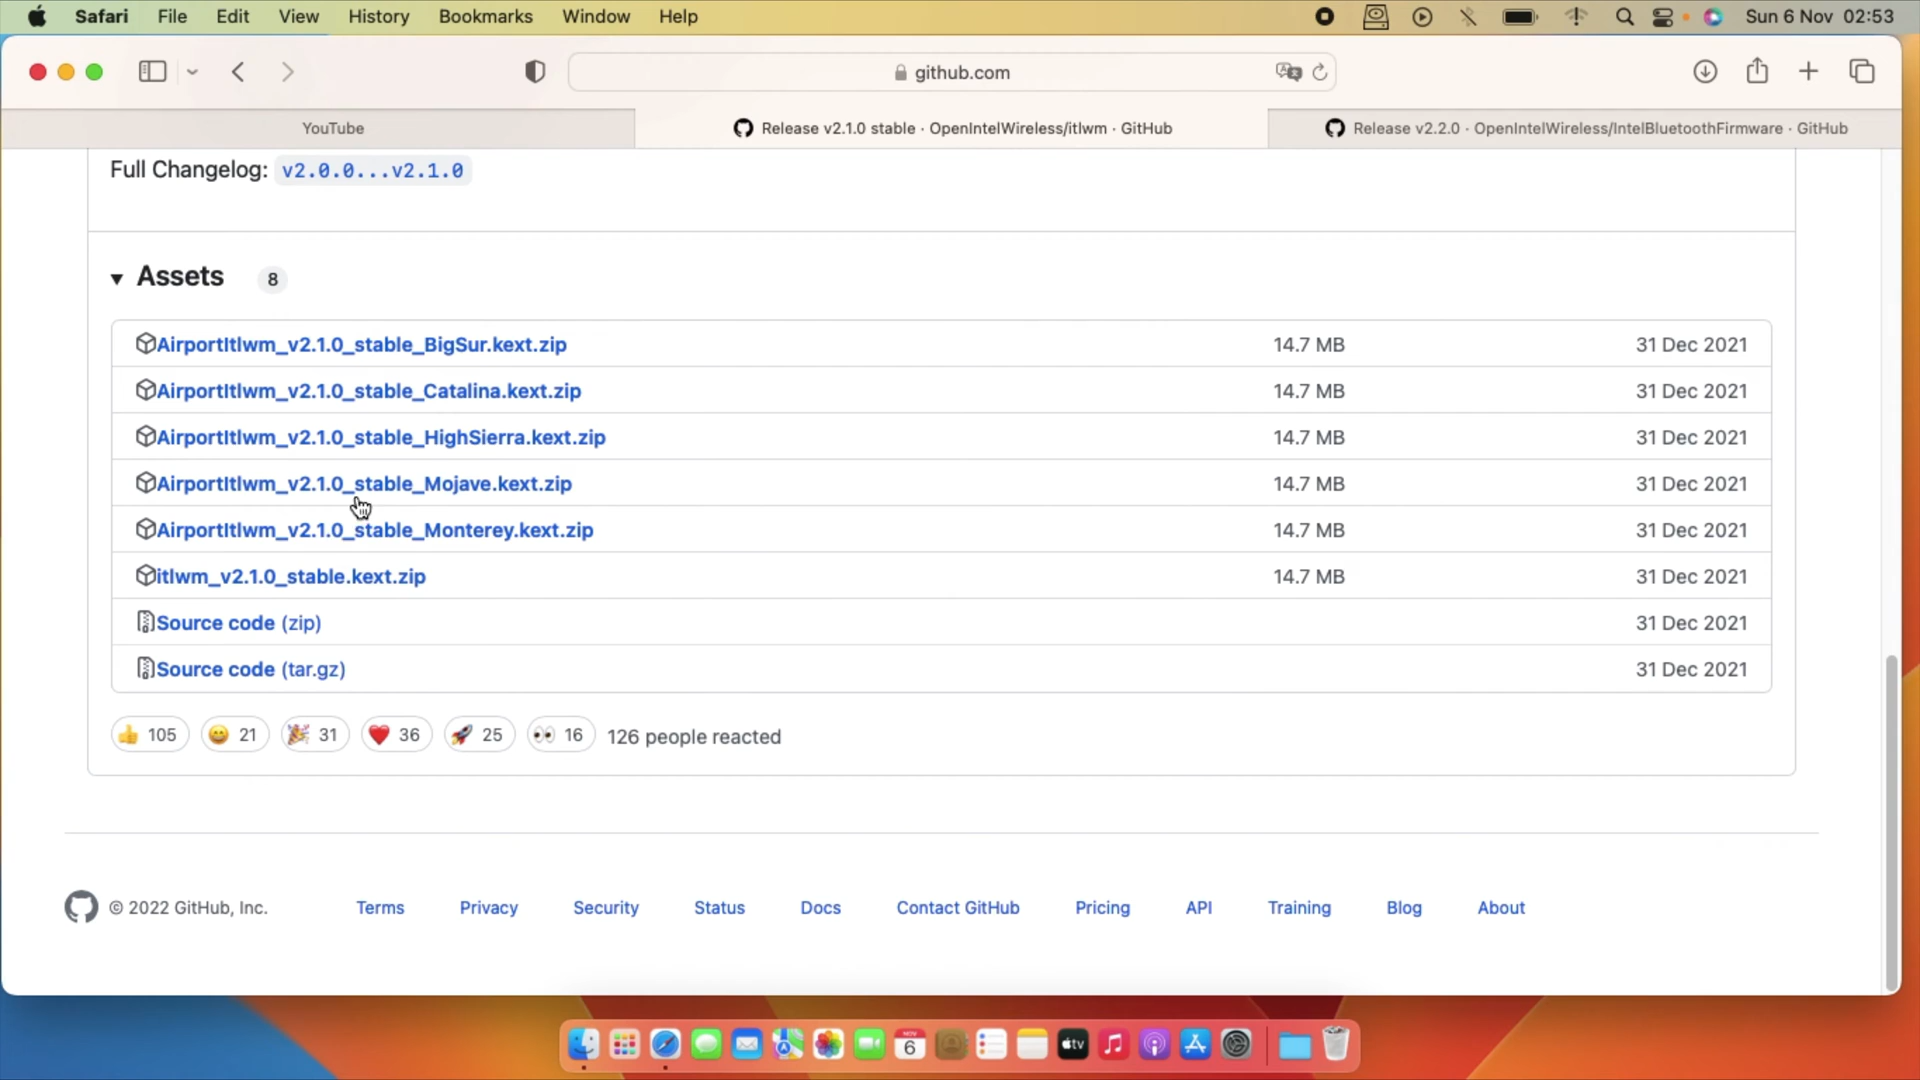 Safari File Edit View History Bookmarks Window Help Sun 6 Nov 02:53
github.com
YouTube
Release v2.1.0 stable · OpenIntelWireless/itlwm · GitHub
Release v2.2.0 · OpenIntelWireless/IntelBluetoothFirmware · GitHub
Full Changelog: v2.0.0...v2.1.0
Assets 8
AirportItlwm_v2.1.0_stable_BigSur.kext.zip 14.7 MB 31 Dec 2021
AirportItlwm_v2.1.0_stable_Catalina.kext.zip 14.7 MB 31 Dec 2021
AirportItlwm_v2.1.0_stable_HighSierra.kext.zip 14.7 MB 31 Dec 2021
AirportItlwm_v2.1.0_stable_Mojave.kext.zip 14.7 MB 31 Dec 2021
AirportItlwm_v2.1.0_stable_Monterey.kext.zip 14.7 MB 31 Dec 2021
itlwm_v2.1.0_stable.kext.zip 14.7 MB 31 Dec 2021
Source code (zip) 31 Dec 2021
Source code (tar.gz) 31 Dec 2021
👍 105 😄 21 🎉 31 ❤️ 36 🚀 25 👀 16 126 people reacted
© 2022 GitHub, Inc. Terms Privacy Security Status Docs Contact GitHub Pricing API Training Blog About
NOV
6
tv